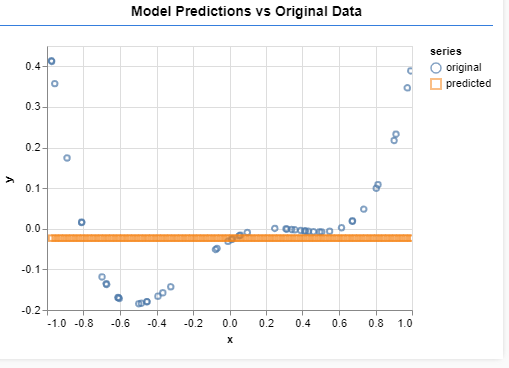 Model Predictions vs Original Data
series
original
predicted
y
0.4
0.3
0.2
0.1
0.0
-0.1
-0.2
-1.0 -0.8 -0.6 -0.4 -0.2 0.0 0.2 0.4 0.6 0.8 1.0
x